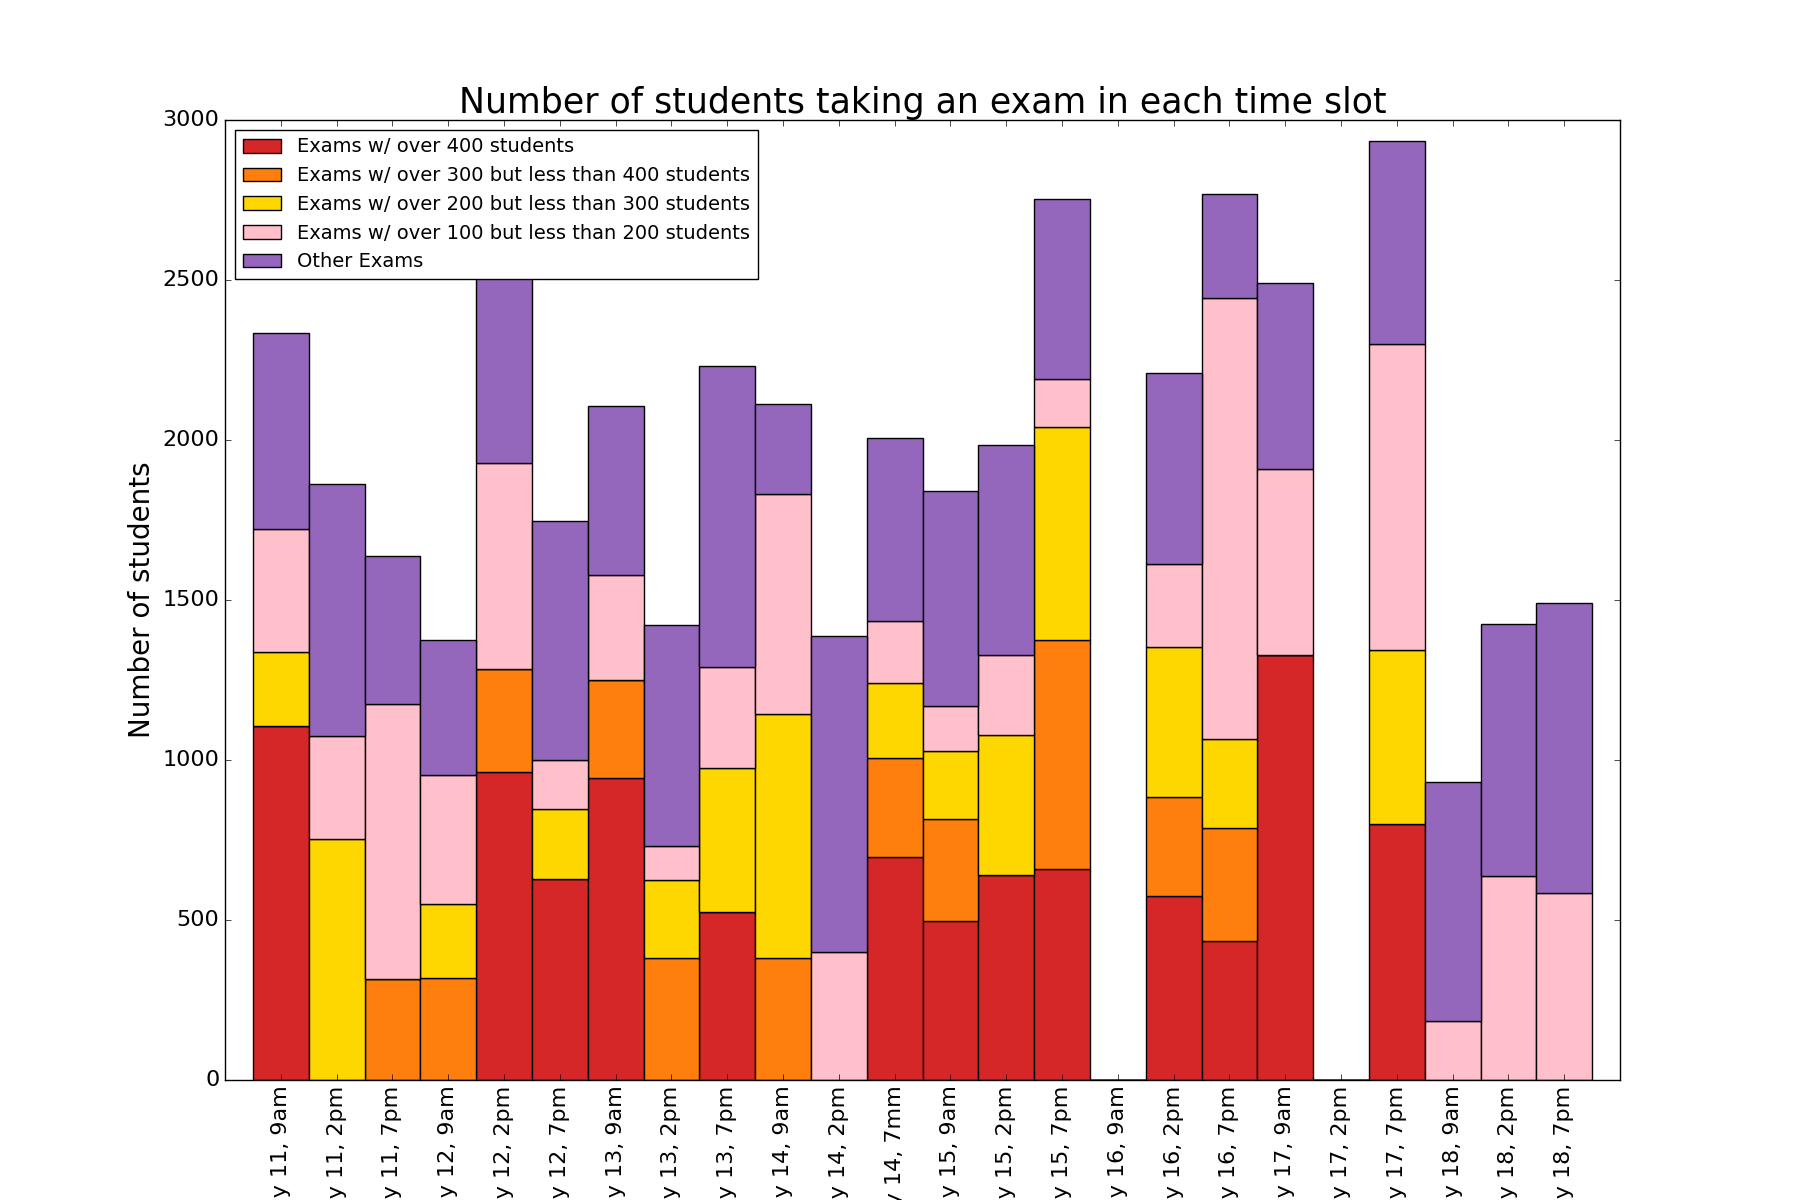 Number of students taking an exam in each time slot
Exams w/ over 400 students
Exams w/ over 300 but less than 400 students
Exams w/ over 200 but less than 300 students
Exams w/ over 100 but less than 200 students
Other Exams
Number of students
3000
2500
2000
1500
1000
500
0
y 11, 9am
y 11, 2pm
y 11, 7pm
y 12, 9am
y 12, 2pm
y 12, 7pm
y 13, 9am
y 13, 2pm
y 13, 7pm
y 14, 9am
y 14, 2pm
y 14, 7mm
y 15, 9am
y 15, 2pm
y 15, 7pm
y 16, 9am
y 16, 2pm
y 16, 7pm
y 17, 9am
y 17, 2pm
y 17, 7pm
y 18, 9am
y 18, 2pm
y 18, 7pm